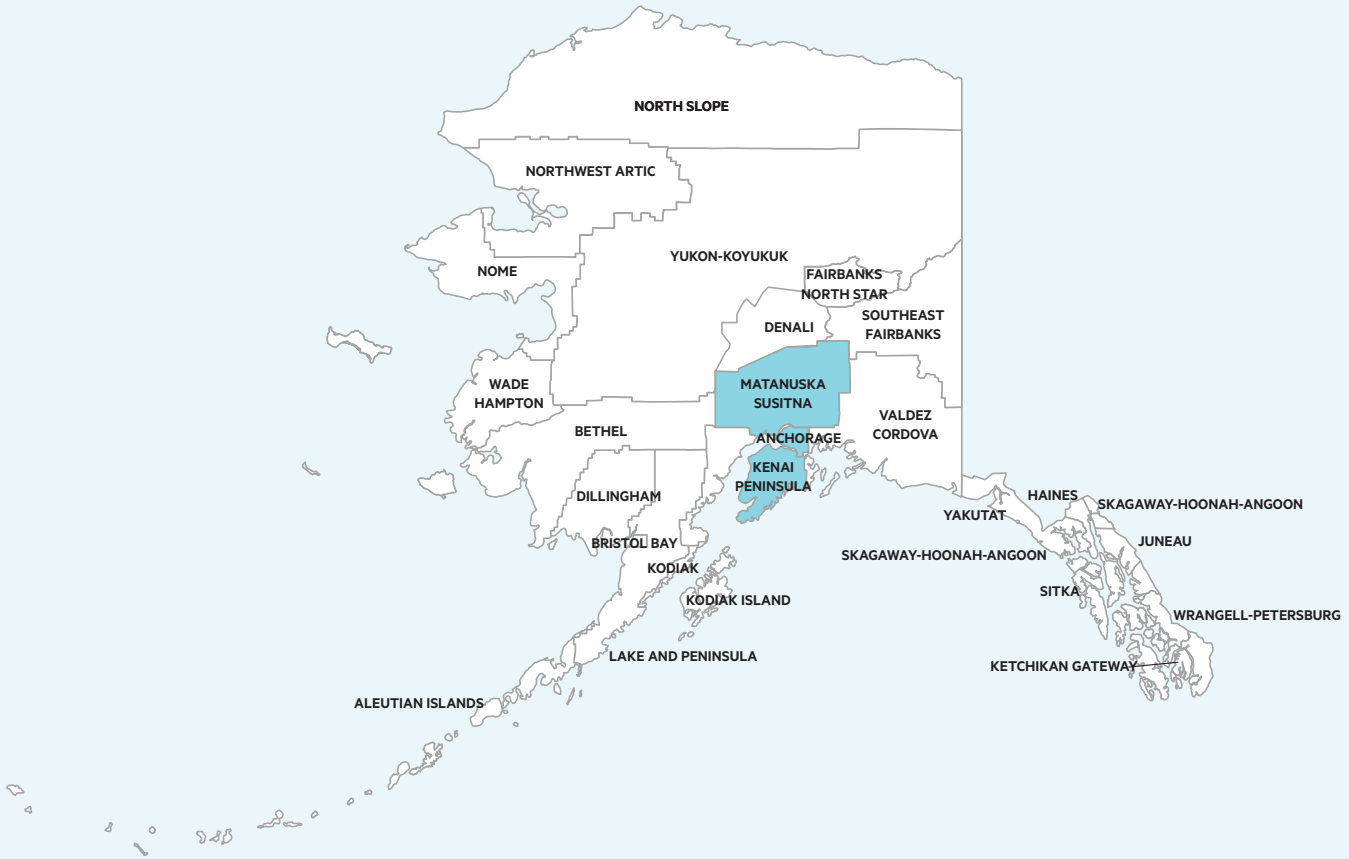 NORTH SLOPE
NORTHWEST ARTIC
YUKON-KOYUKUK
NOME
FAIRBANKS
NORTH STAR
SOUTHEAST
FAIRBANKS
DENALI
WADE
HAMPTON
MATANUSKA
SUSITNA
VALDEZ
CORDOVA
BETHEL
ANCHORAGE
KENAI
PENINSULA
DILLINGHAM
HAINES
SKAGAWAY-HOONAH-ANGOON
YAKUTAT
BRISTOL BAY
JUNEAU
SKAGAWAY-HOONAH-ANGOON
KODIAK
SITKA
KODIAK ISLAND
WRANGELL-PETERSBURG
LAKE AND PENINSULA
KETCHIKAN GATEWAY
ALEUTIAN ISLANDS